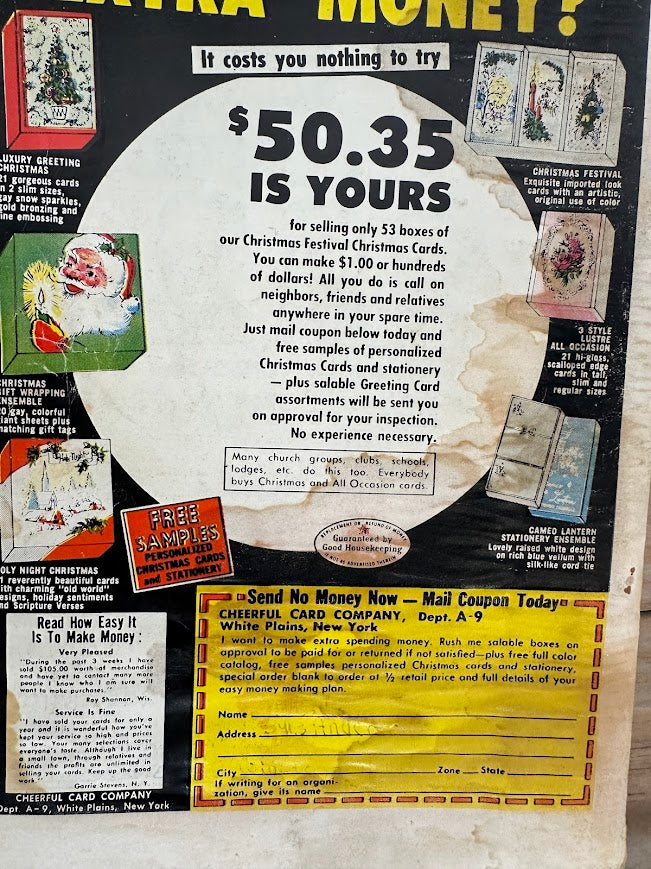 EXTRA MONEY?
It costs you nothing to try
$50.35
IS YOURS
for selling only 53 boxes of
our Christmas Festival Christmas Cards.
You can make $1.00 or hundreds
of dollars! All you do is call on
neighbors, friends and relatives
anywhere in your spare time.
Just mail coupon below today and
free samples of personalized
Christmas Cards and stationery
— plus salable Greeting Card
assortments will be sent you
on approval for your inspection.
No experience necessary.
Many church groups, clubs, schools,
lodges, etc. do this too. Everybody
buys Christmas and All Occasion cards.
LUXURY GREETING
CHRISTMAS
21 gorgeous cards
in 2 slim sizes,
gay snow sparkles,
gold bronzing and
fine embossing
CHRISTMAS
GIFT WRAPPING
ENSEMBLE
20 gay, colorful
giant sheets plus
matching gift tags
HOLY NIGHT CHRISTMAS
21 reverently beautiful cards
with charming "old world"
designs, holiday sentiments
and Scripture Verses
CHRISTMAS FESTIVAL
Exquisite imported look
cards with an artistic,
original use of color
3 STYLE
LUSTRE
ALL OCCASION
21 hi-gloss,
scalloped edge
cards in tall,
slim and
regular sizes
CAMEO LANTERN
STATIONERY ENSEMBLE
Lovely raised white design
on rich blue vellum with
silk-like cord tie
FREE
SAMPLES
PERSONALIZED
CHRISTMAS CARDS
and STATIONERY
REPLACEMENT OR REFUND OF MONEY
Guaranteed by
Good Housekeeping
IF NOT AS ADVERTISED THEREIN
Read How Easy It
Is To Make Money:
Very Pleased
"During the past 3 weeks I have
sold $105.00 worth of merchandise
and have yet to contact many more
people I know who I am sure will
want to make purchases."
Roy Shannon, Wis.
Service Is Fine
"I have sold your cards for only a
year and it is wonderful how you've
kept your service so high and prices
so low. Your many selections cover
everyone's taste. Although I live in
a small town, through relatives and
friends the profits are unlimited in
selling your cards. Keep up the good
work."
Garrie Stevens, N. Y.
CHEERFUL CARD COMPANY
Dept. A-9, White Plains, New York
Send No Money Now — Mail Coupon Today
CHEERFUL CARD COMPANY, Dept. A-9
White Plains, New York
I want to make extra spending money. Rush me salable boxes on
approval to be paid for or returned if not satisfied—plus free full color
catalog, free samples personalized Christmas cards and stationery,
special order blank to order at ½ retail price and full details of your
easy money making plan.
Name
Address
City Zone State
If writing for an organi-
zation, give its name